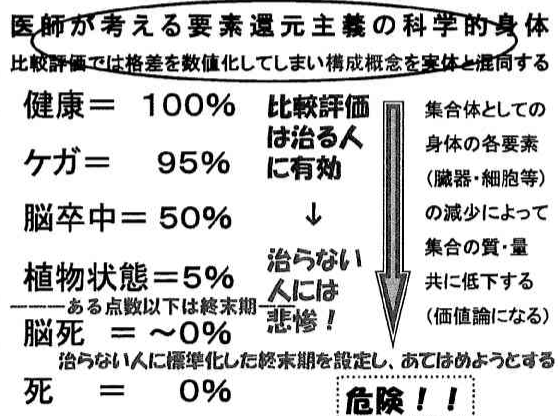 医師が考える要素還元主義の科学的身体
比較評価では格差を数値化してしまい構成概念を実体と混同する
健康＝ 100%
ケガ＝ 95%
脳卒中＝50%
植物状態＝5%
ーーーある点数以下は終末期ーーー
脳死 ＝～0%
治らない人に標準化した終末期を設定し、あてはめようとする
死 ＝ 0%
比較評価
は治る人
に有効
↓
治らない
人には
悲惨！
集合体としての
身体の各要素
（臓器・細胞等）
の減少によって
集合の質・量
共に低下する
（価値論になる）
危険！！